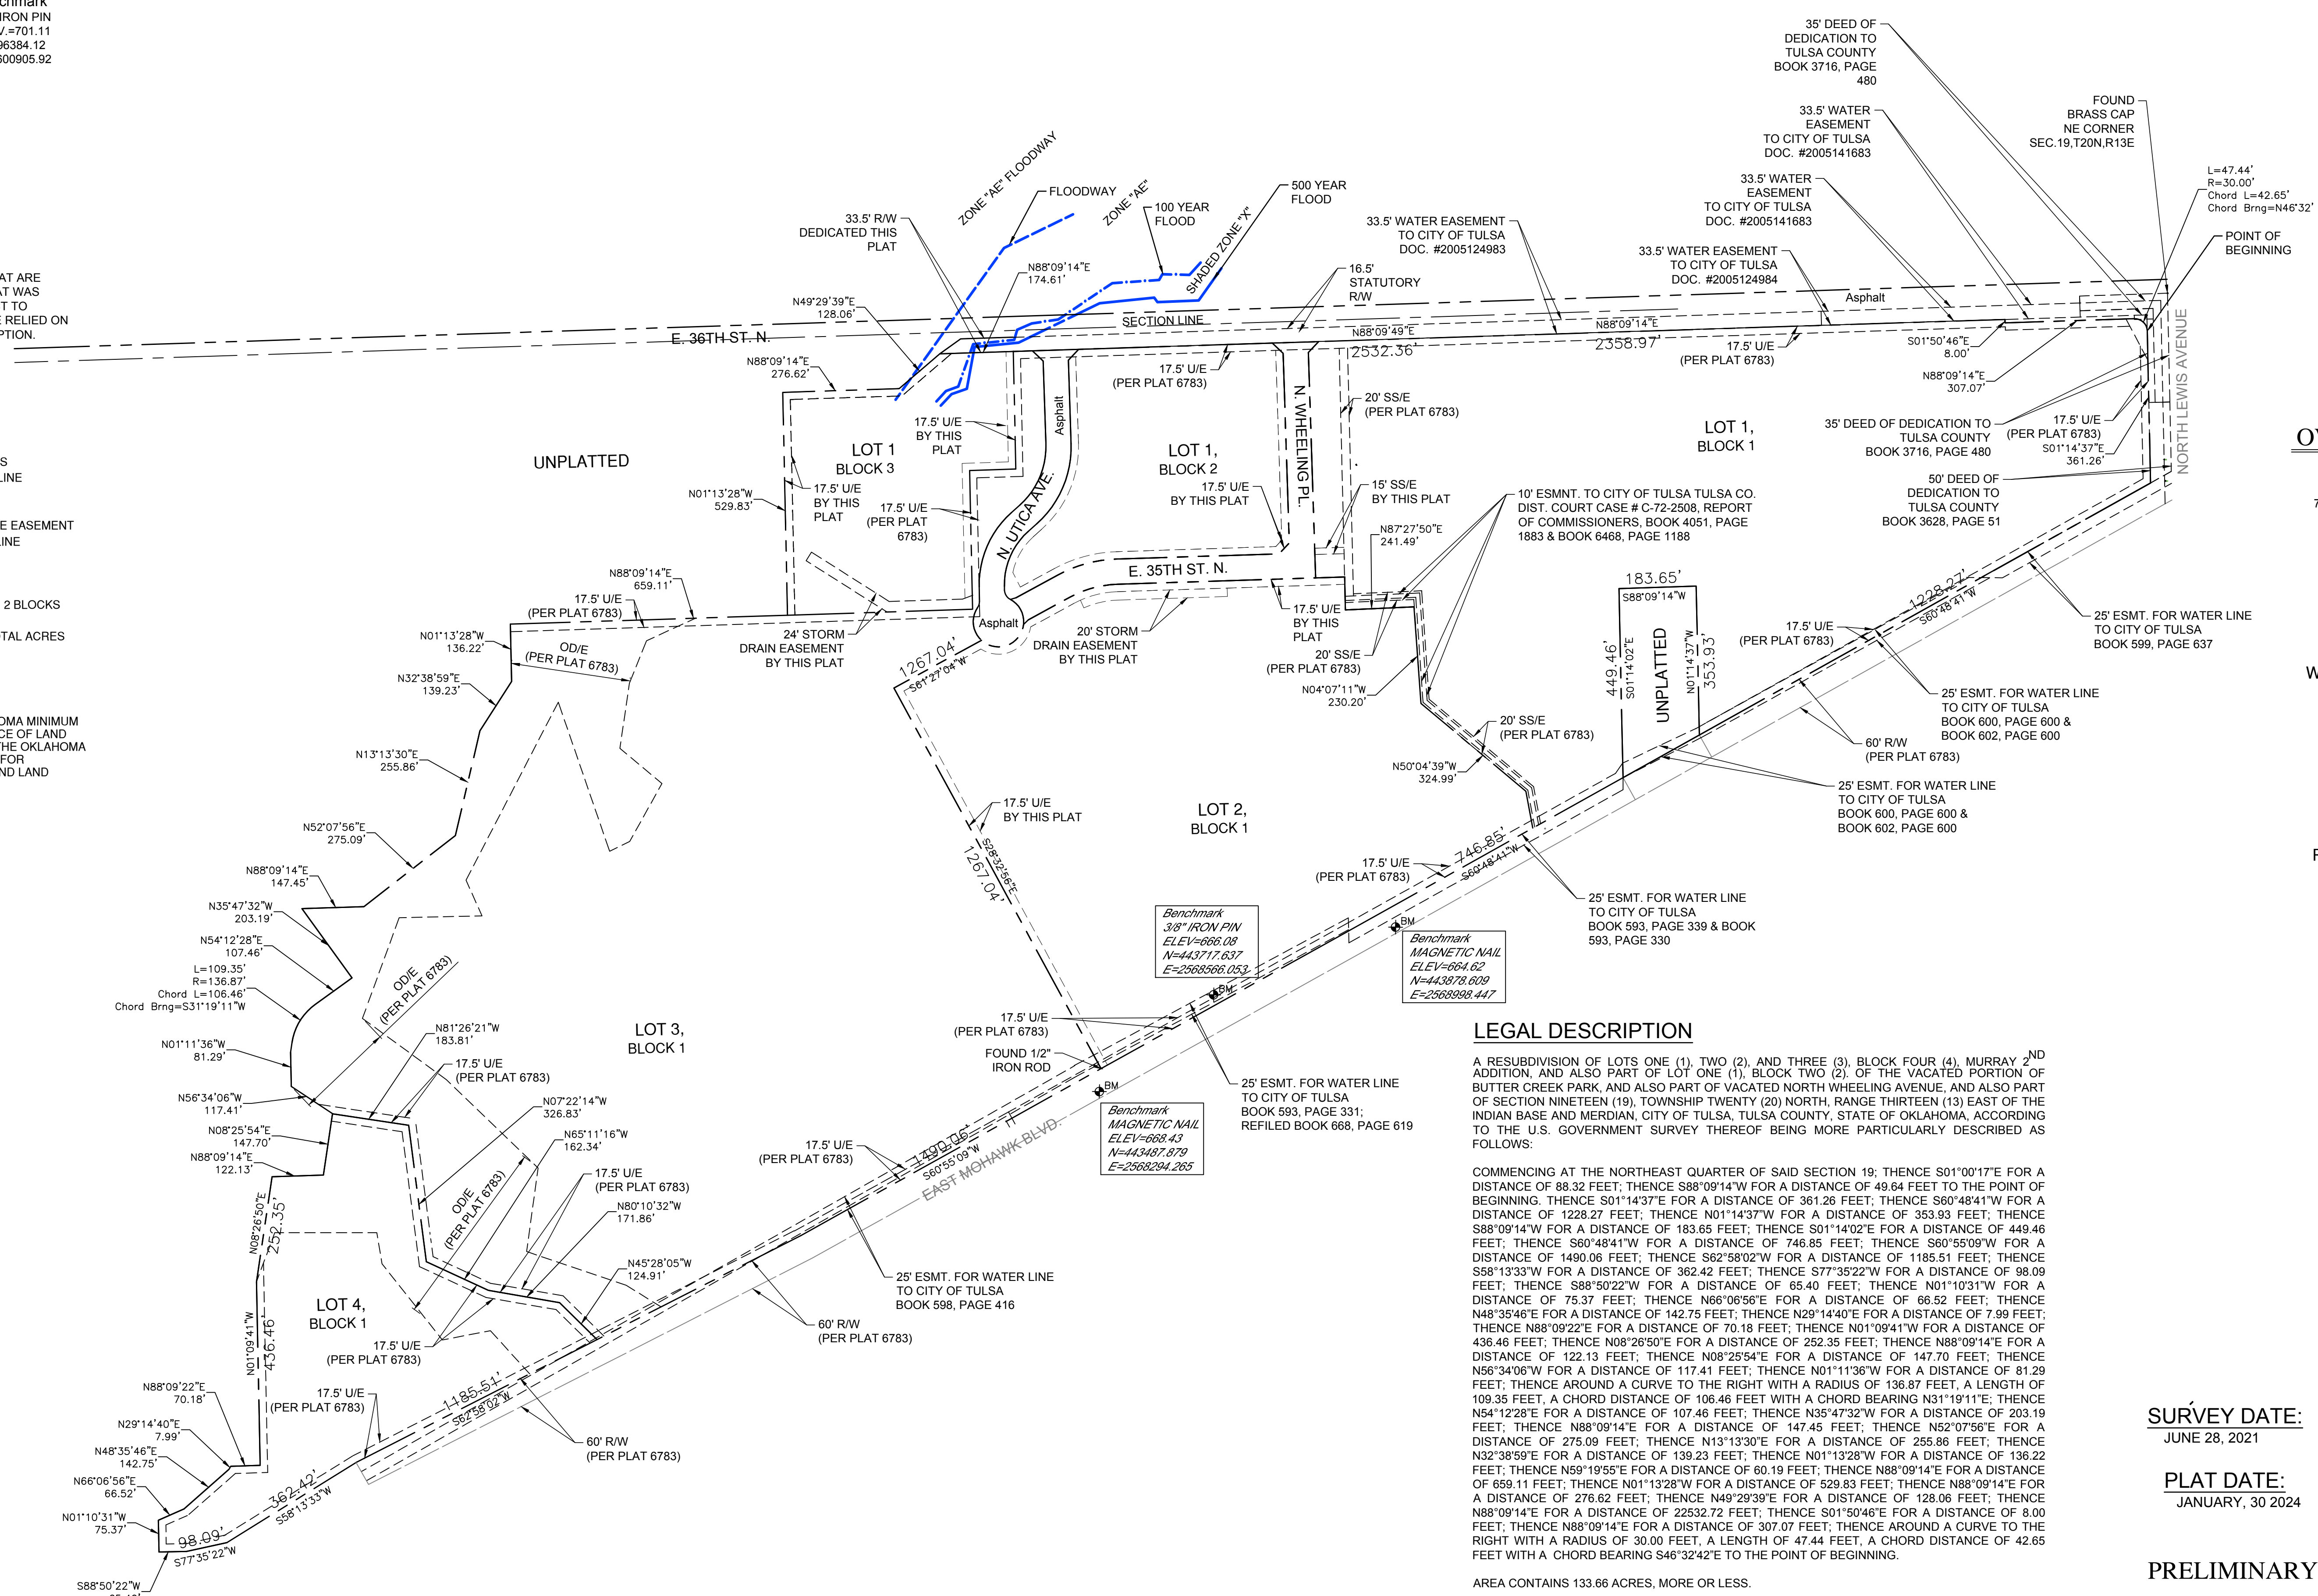 chmark
IRON PIN
V.=701.11
96384.12
600905.92
AT ARE
AT WAS
T TO
E RELIED ON
PTION.
S
LINE
E EASEMENT
LINE
2 BLOCKS
OTAL ACRES
OMA MINIMUM
CE OF LAND
THE OKLAHOMA
FOR
ND LAND
35' DEED OF
DEDICATION TO
TULSA COUNTY
BOOK 3716, PAGE
480
33.5' WATER
EASEMENT
TO CITY OF TULSA
DOC. #2005141683
33.5' WATER
EASEMENT
TO CITY OF TULSA
DOC. #2005141683
FOUND
BRASS CAP
NE CORNER
SEC.19,T20N,R13E
L=47.44'
R=30.00'
Chord L=42.65'
Chord Brng=N46°32'
POINT OF
BEGINNING
33.5' WATER EASEMENT
TO CITY OF TULSA
DOC. #2005124984
33.5' WATER EASEMENT
TO CITY OF TULSA
DOC. #2005124983
500 YEAR
FLOOD
100 YEAR
FLOOD
FLOODWAY
ZONE "AE" FLOODWAY
ZONE "AE"
SHADED ZONE "X"
33.5' R/W
DEDICATED THIS
PLAT
N88°09'14"E
174.61'
16.5'
STATUTORY
R/W
N49°29'39"E
128.06'
SECTION LINE
Asphalt
E. 36TH ST. N.
N88°09'49"E
2532.36'
N88°09'14"E
2358.97'
17.5' U/E
(PER PLAT 6783)
S01°50'46"E
8.00'
N88°09'14"E
307.07'
NORTH LEWIS AVENUE
N88°09'14"E
276.62'
17.5' U/E
(PER PLAT 6783)
20' SS/E
(PER PLAT 6783)
17.5' U/E
BY THIS
PLAT
Asphalt
N. WHEELING PL.
LOT 1
BLOCK 3
LOT 1,
BLOCK 2
LOT 1,
BLOCK 1
35' DEED OF DEDICATION TO
TULSA COUNTY
BOOK 3716, PAGE 480
17.5' U/E
(PER PLAT 6783)
S01°14'37"E
361.26'
50' DEED OF
DEDICATION TO
TULSA COUNTY
BOOK 3628, PAGE 51
UNPLATTED
N01°13'28"W
529.83'
17.5' U/E
BY THIS
PLAT
17.5' U/E
(PER PLAT
6783)
N. UTICA AVE.
17.5' U/E
BY THIS PLAT
15' SS/E
BY THIS PLAT
N87°27'50"E
241.49'
10' ESMNT. TO CITY OF TULSA TULSA CO.
DIST. COURT CASE # C-72-2508, REPORT
OF COMMISSIONERS, BOOK 4051, PAGE
1883 & BOOK 6468, PAGE 1188
E. 35TH ST. N.
N88°09'14"E
659.11'
17.5' U/E
(PER PLAT 6783)
Asphalt
24' STORM
DRAIN EASEMENT
BY THIS PLAT
20' STORM
DRAIN EASEMENT
BY THIS PLAT
17.5' U/E
BY THIS
PLAT
20' SS/E
(PER PLAT 6783)
N04°07'11"W
230.20'
183.65'
S88°09'14"W
449.46'
S01°14'02"E
UNPLATTED
N01°14'37"W
353.93'
1228.27'
S60°48'41"W
17.5' U/E
(PER PLAT 6783)
25' ESMT. FOR WATER LINE
TO CITY OF TULSA
BOOK 599, PAGE 637
25' ESMT. FOR WATER LINE
TO CITY OF TULSA
BOOK 600, PAGE 600 &
BOOK 602, PAGE 600
60' R/W
(PER PLAT 6783)
25' ESMT. FOR WATER LINE
TO CITY OF TULSA
BOOK 600, PAGE 600 &
BOOK 602, PAGE 600
N01°13'28"W
136.22'
OD/E
(PER PLAT 6783)
N32°38'59"E
139.23'
1267.04'
S61°27'04"W
20' SS/E
(PER PLAT 6783)
N50°04'39"W
324.99'
N13°13'30"E
255.86'
17.5' U/E
BY THIS PLAT
S28°32'56"E
1267.04'
LOT 2,
BLOCK 1
N52°07'56"E
275.09'
N88°09'14"E
147.45'
17.5' U/E
(PER PLAT 6783)
746.85'
S60°48'41"W
25' ESMT. FOR WATER LINE
TO CITY OF TULSA
BOOK 593, PAGE 339 & BOOK
593, PAGE 330
N35°47'32"W
203.19'
N54°12'28"E
107.46'
L=109.35'
R=136.87'
Chord L=106.46'
Chord Brng=S31°19'11"W
OD/E
(PER PLAT 6783)
Benchmark
3/8" IRON PIN
ELEV=666.08
N=443717.637
E=2568566.053
BM
BM
Benchmark
MAGNETIC NAIL
ELEV=664.62
N=443878.609
E=2568998.447
N81°26'21"W
183.81'
N01°11'36"W
81.29'
17.5' U/E
(PER PLAT 6783)
LOT 3,
BLOCK 1
17.5' U/E
(PER PLAT 6783)
FOUND 1/2"
IRON ROD
BM
Benchmark
MAGNETIC NAIL
ELEV=668.43
N=443487.879
E=2568294.265
25' ESMT. FOR WATER LINE
TO CITY OF TULSA
BOOK 593, PAGE 331;
REFILED BOOK 668, PAGE 619
N56°34'06"W
117.41'
N07°22'14"W
326.83'
N08°25'54"E
147.70'
N65°11'16"W
162.34'
N88°09'14"E
122.13'
17.5' U/E
(PER PLAT 6783)
17.5' U/E
(PER PLAT 6783)
1490.06'
S60°55'09"W
EAST MOHAWK BLVD.
OD/E
(PER PLAT 6783)
N80°10'32"W
171.86'
N08°26'50"E
252.35'
N45°28'05"W
124.91'
25' ESMT. FOR WATER LINE
TO CITY OF TULSA
BOOK 598, PAGE 416
LOT 4,
BLOCK 1
17.5' U/E
(PER PLAT 6783)
60' R/W
(PER PLAT 6783)
N01°09'41"W
436.46'
N88°09'22"E
70.18'
17.5' U/E
(PER PLAT 6783)
1185.51'
S62°58'02"W
60' R/W
(PER PLAT 6783)
N29°14'40"E
7.99'
N48°35'46"E
142.75'
N66°06'56"E
66.52'
362.42'
S58°13'33"W
N01°10'31"W
75.37'
98.09'
S77°35'22"W
S88°50'22"W
LEGAL DESCRIPTION
A RESUBDIVISION OF LOTS ONE (1), TWO (2), AND THREE (3), BLOCK FOUR (4), MURRAY 2ND
ADDITION, AND ALSO PART OF LOT ONE (1), BLOCK TWO (2). OF THE VACATED PORTION OF
BUTTER CREEK PARK, AND ALSO PART OF VACATED NORTH WHEELING AVENUE, AND ALSO PART
OF SECTION NINETEEN (19), TOWNSHIP TWENTY (20) NORTH, RANGE THIRTEEN (13) EAST OF THE
INDIAN BASE AND MERDIAN, CITY OF TULSA, TULSA COUNTY, STATE OF OKLAHOMA, ACCORDING
TO THE U.S. GOVERNMENT SURVEY THEREOF BEING MORE PARTICULARLY DESCRIBED AS
FOLLOWS:
COMMENCING AT THE NORTHEAST QUARTER OF SAID SECTION 19; THENCE S01°00'17"E FOR A
DISTANCE OF 88.32 FEET; THENCE S88°09'14"W FOR A DISTANCE OF 49.64 FEET TO THE POINT OF
BEGINNING. THENCE S01°14'37"E FOR A DISTANCE OF 361.26 FEET; THENCE S60°48'41"W FOR A
DISTANCE OF 1228.27 FEET; THENCE N01°14'37"W FOR A DISTANCE OF 353.93 FEET; THENCE
S88°09'14"W FOR A DISTANCE OF 183.65 FEET; THENCE S01°14'02"E FOR A DISTANCE OF 449.46
FEET; THENCE S60°48'41"W FOR A DISTANCE OF 746.85 FEET; THENCE S60°55'09"W FOR A
DISTANCE OF 1490.06 FEET; THENCE S62°58'02"W FOR A DISTANCE OF 1185.51 FEET; THENCE
S58°13'33"W FOR A DISTANCE OF 362.42 FEET; THENCE S77°35'22"W FOR A DISTANCE OF 98.09
FEET; THENCE S88°50'22"W FOR A DISTANCE OF 65.40 FEET; THENCE N01°10'31"W FOR A
DISTANCE OF 75.37 FEET; THENCE N66°06'56"E FOR A DISTANCE OF 66.52 FEET; THENCE
N48°35'46"E FOR A DISTANCE OF 142.75 FEET; THENCE N29°14'40"E FOR A DISTANCE OF 7.99 FEET;
THENCE N88°09'22"E FOR A DISTANCE OF 70.18 FEET; THENCE N01°09'41"W FOR A DISTANCE OF
436.46 FEET; THENCE N08°26'50"E FOR A DISTANCE OF 252.35 FEET; THENCE N88°09'14"E FOR A
DISTANCE OF 122.13 FEET; THENCE N08°25'54"E FOR A DISTANCE OF 147.70 FEET; THENCE
N56°34'06"W FOR A DISTANCE OF 117.41 FEET; THENCE N01°11'36"W FOR A DISTANCE OF 81.29
FEET; THENCE AROUND A CURVE TO THE RIGHT WITH A RADIUS OF 136.87 FEET, A LENGTH OF
109.35 FEET, A CHORD DISTANCE OF 106.46 FEET WITH A CHORD BEARING N31°19'11"E; THENCE
N54°12'28"E FOR A DISTANCE OF 107.46 FEET; THENCE N35°47'32"W FOR A DISTANCE OF 203.19
FEET; THENCE N88°09'14"E FOR A DISTANCE OF 147.45 FEET; THENCE N52°07'56"E FOR A
DISTANCE OF 275.09 FEET; THENCE N13°13'30"E FOR A DISTANCE OF 255.86 FEET; THENCE
N32°38'59"E FOR A DISTANCE OF 139.23 FEET; THENCE N01°13'28"W FOR A DISTANCE OF 136.22
FEET; THENCE N59°19'55"E FOR A DISTANCE OF 60.19 FEET; THENCE N88°09'14"E FOR A DISTANCE
OF 659.11 FEET; THENCE N01°13'28"W FOR A DISTANCE OF 529.83 FEET; THENCE N88°09'14"E FOR
A DISTANCE OF 276.62 FEET; THENCE N49°29'39"E FOR A DISTANCE OF 128.06 FEET; THENCE
N88°09'14"E FOR A DISTANCE OF 22532.72 FEET; THENCE S01°50'46"E FOR A DISTANCE OF 8.00
FEET; THENCE N88°09'14"E FOR A DISTANCE OF 307.07 FEET; THENCE AROUND A CURVE TO THE
RIGHT WITH A RADIUS OF 30.00 FEET, A LENGTH OF 47.44 FEET, A CHORD DISTANCE OF 42.65
FEET WITH A CHORD BEARING S46°32'42"E TO THE POINT OF BEGINNING.
AREA CONTAINS 133.66 ACRES, MORE OR LESS.
SURVEY DATE:
JUNE 28, 2021
PLAT DATE:
JANUARY, 30 2024
PRELIMINARY